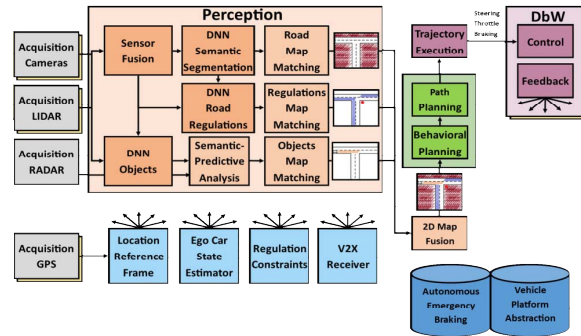 Perception
Acquisition
Cameras
Acquisition
LIDAR
Acquisition
RADAR
Sensor
Fusion
DNN
Semantic
Segmentation
Road
Map
Matching
DNN
Road
Regulations
Regulations
Map
Matching
DNN
Objects
Semantic-
Predictive
Analysis
Objects
Map
Matching
Trajectory
Execution
Steering
Throttle
Braking
DbW
Control
Feedback
Path
Planning
Behavioral
Planning
2D Map
Fusion
Acquisition
GPS
Location
Reference
Frame
Ego Car
State
Estimator
Regulation
Constraints
V2X
Receiver
Autonomous
Emergency
Braking
Vehicle
Platform
Abstraction